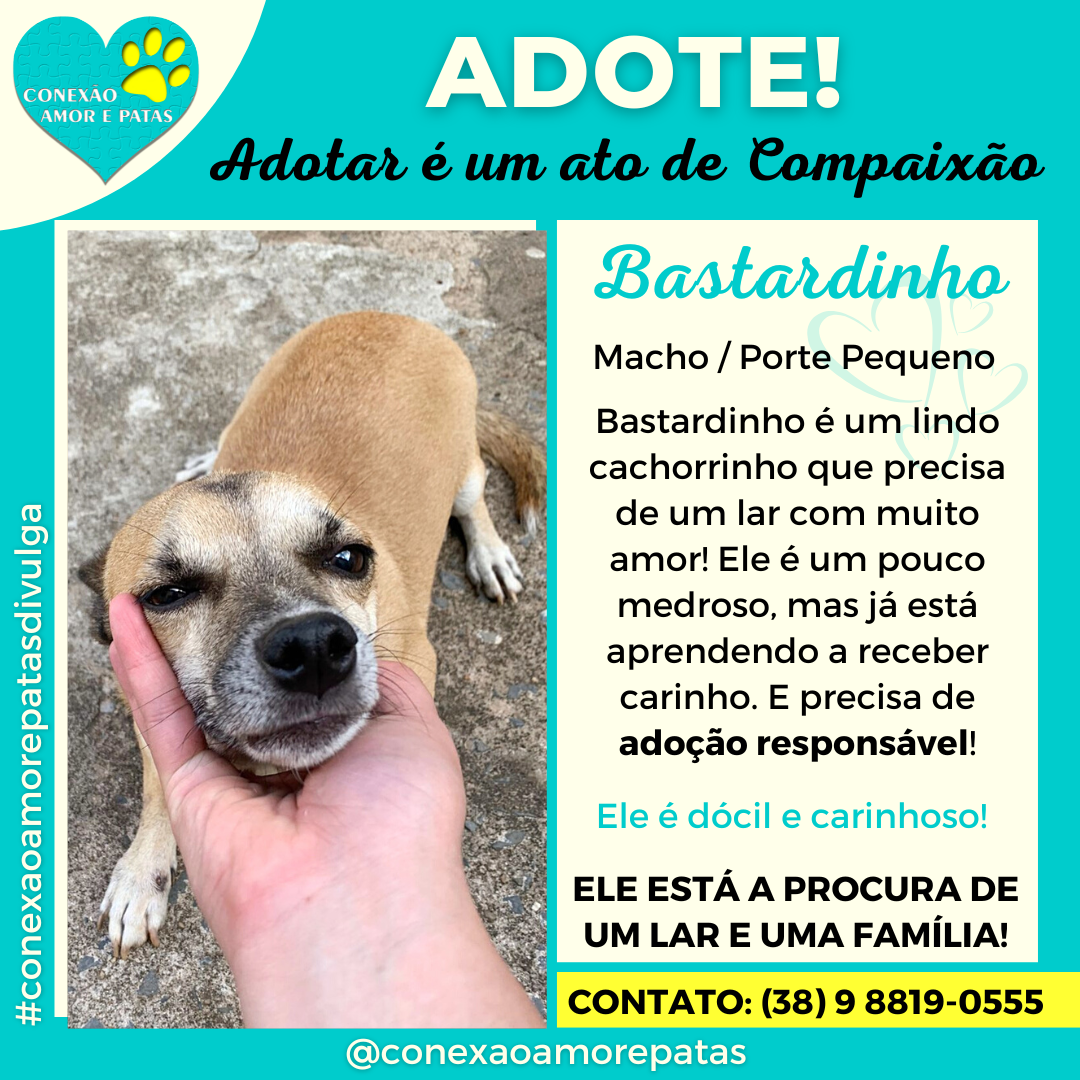 CONEXÃO
AMOR E PATAS
ADOTE!
Adotar é um ato de Compaixão
Bastardinho
Macho / Porte Pequeno
Bastardinho é um lindo
cachorrinho que precisa
de um lar com muito
amor! Ele é um pouco
medroso, mas já está
aprendendo a receber
carinho. E precisa de
adoção responsável!
Ele é dócil e carinhoso!
ELE ESTÁ A PROCURA DE
UM LAR E UMA FAMÍLIA!
CONTATO: (38) 9 8819-0555
#conexaoamorepatasdivulga
@conexaoamorepatas